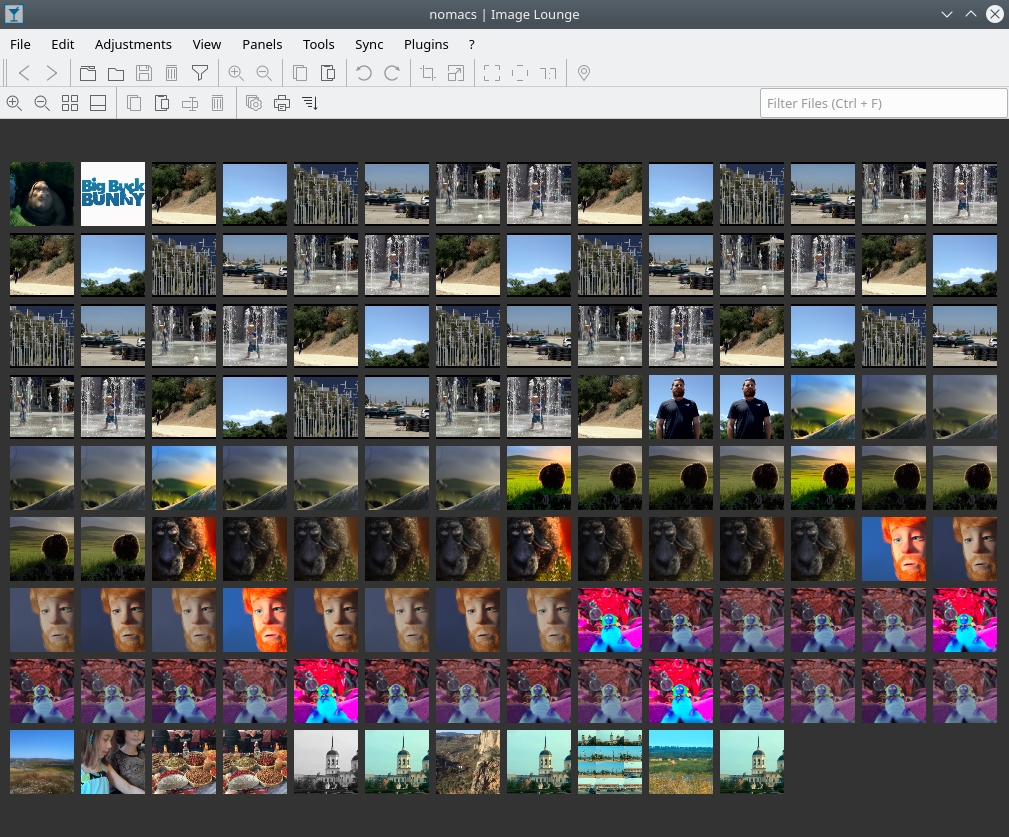 nomacs | Image Lounge
File Edit Adjustments View Panels Tools Sync Plugins ?
Filter Files (Ctrl + F)
Big Buck
BUNNY